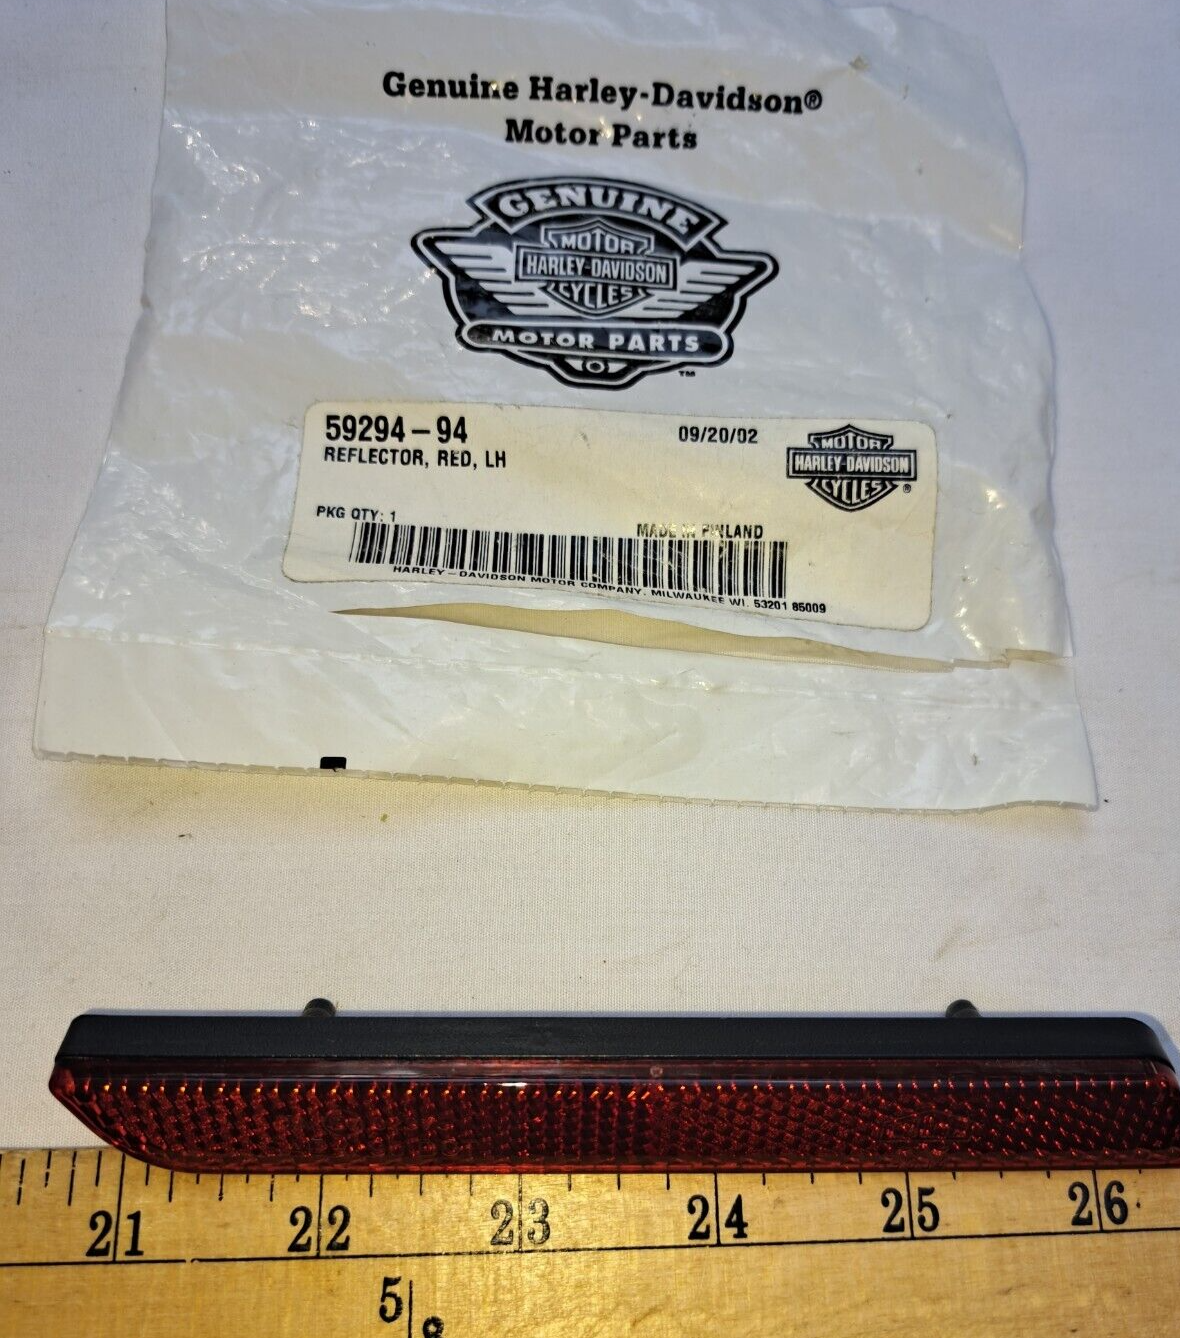 Genuine Harley-Davidson®
Motor Parts
GENUINE
MOTOR
HARLEY-DAVIDSON
CYCLES
MOTOR PARTS
™
59294-94
09/20/02
REFLECTOR, RED, LH
MOTOR
HARLEY-DAVIDSON
CYCLES
®
PKG QTY: 1
MADE IN FINLAND
HARLEY-DAVIDSON MOTOR COMPANY. MILWAUKEE WI. 53201 85009
21 22 23 24 25 26
5/8